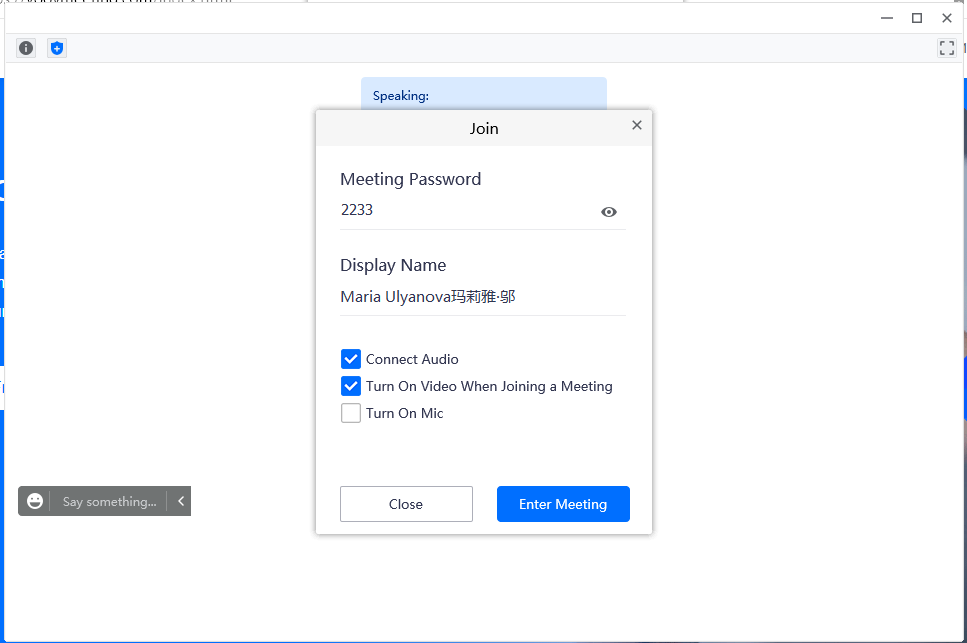 Speaking:
Join
Meeting Password
2233
Display Name
Maria Ulyanova玛莉雅·邬
Connect Audio
Turn On Video When Joining a Meeting
Turn On Mic
Say something...
Close
Enter Meeting